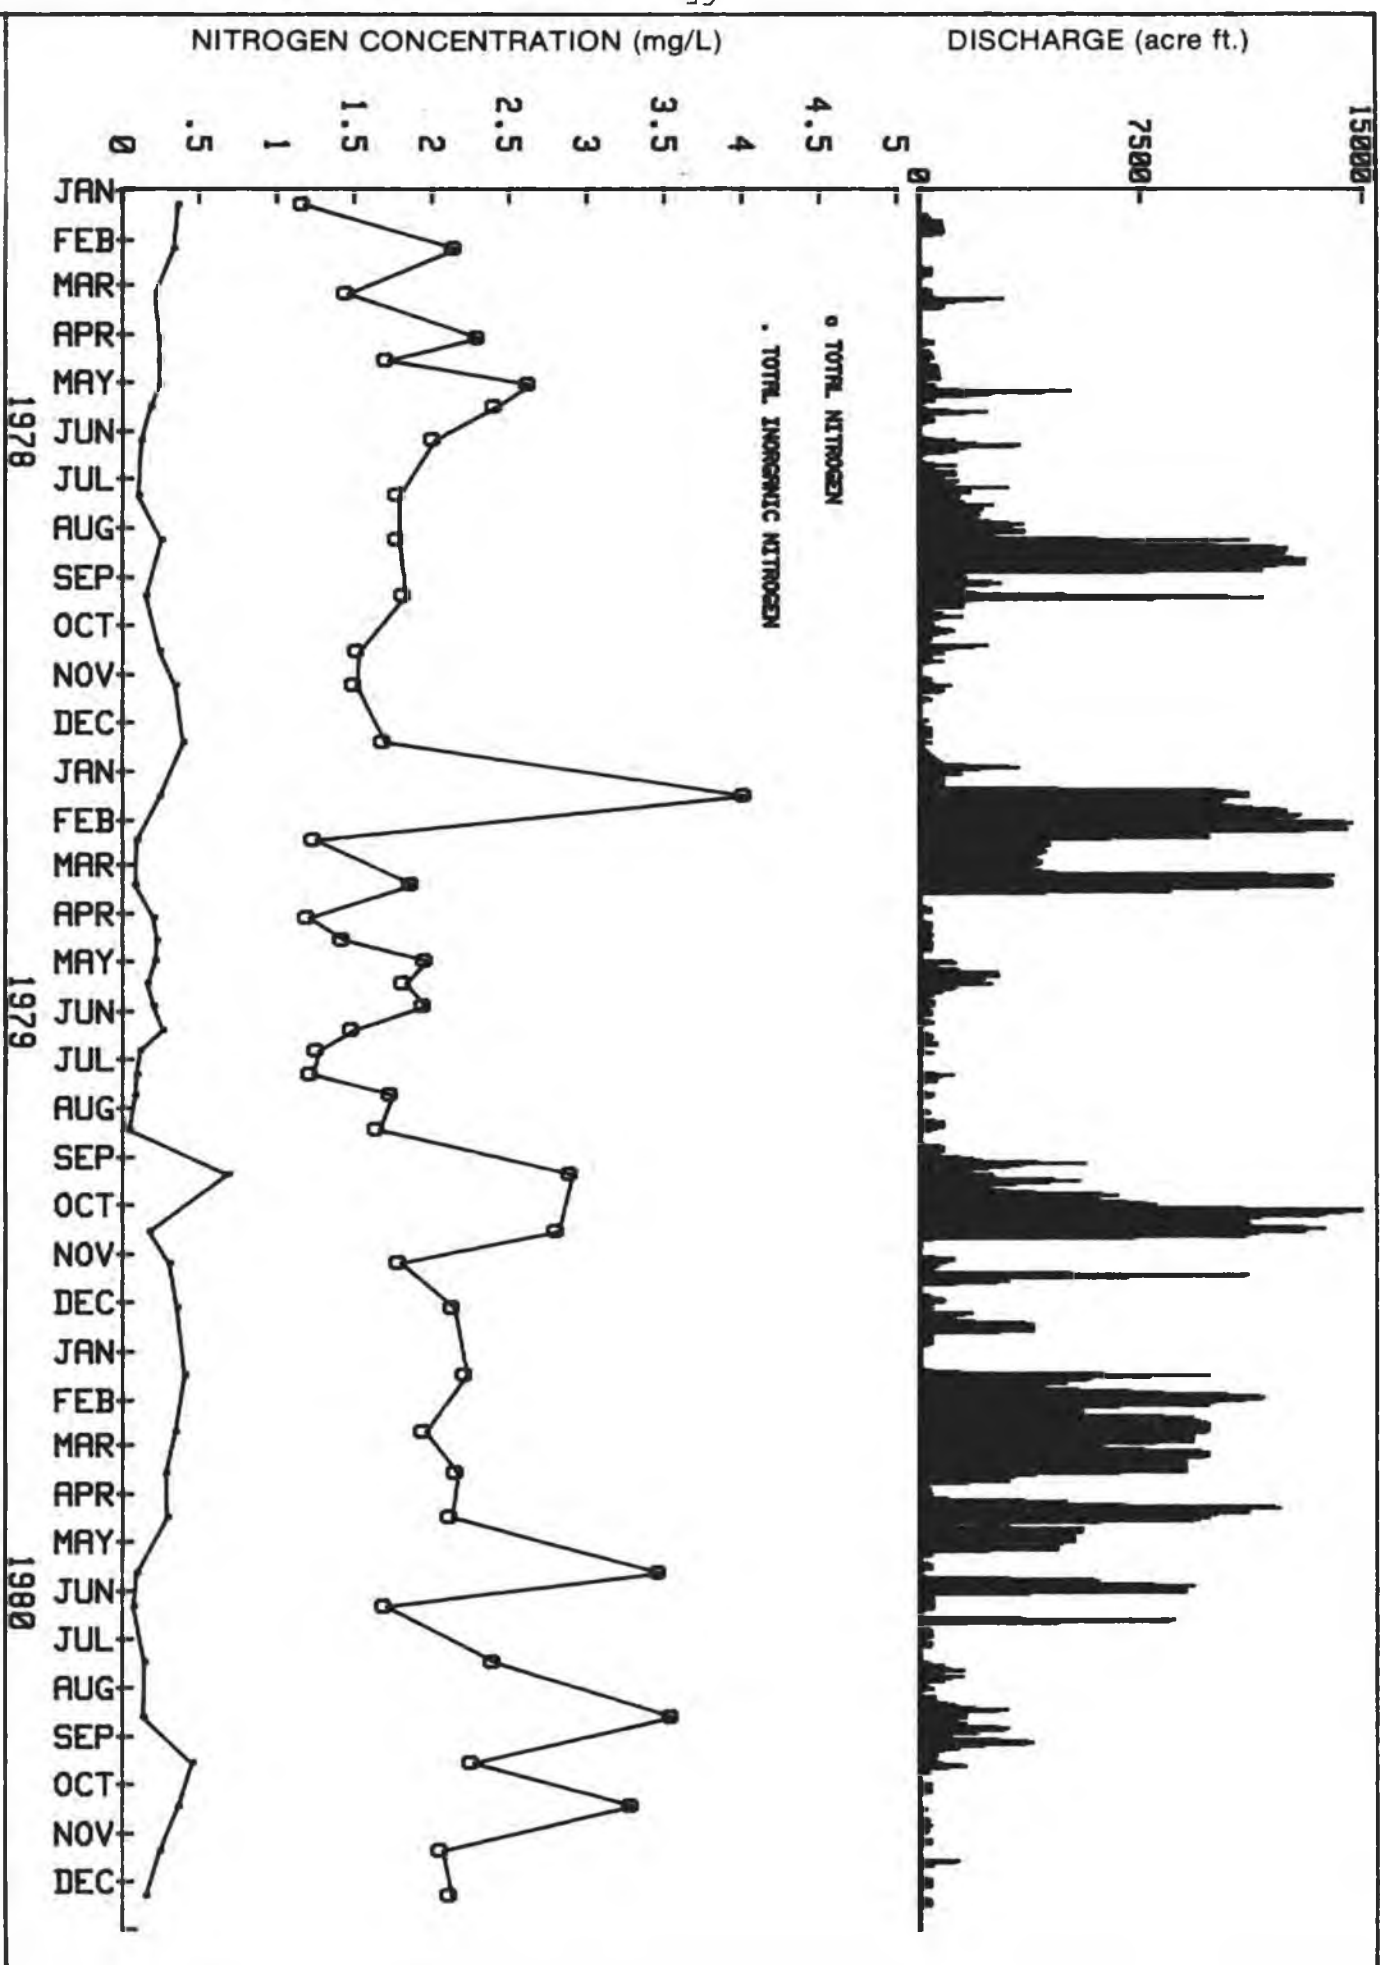 NITROGEN CONCENTRATION (mg/L)
DISCHARGE (acre ft.)
0
.5
1
1.5
2
2.5
3
3.5
4
4.5
5
0
75000
150000
o TOTAL NITROGEN
. TOTAL INORGANIC NITROGEN
JAN
FEB
MAR
APR
MAY
JUN
JUL
AUG
SEP
OCT
NOV
DEC
JAN
FEB
MAR
APR
MAY
JUN
JUL
AUG
SEP
OCT
NOV
DEC
JAN
FEB
MAR
APR
MAY
JUN
JUL
AUG
SEP
OCT
NOV
DEC
1978
1979
1980